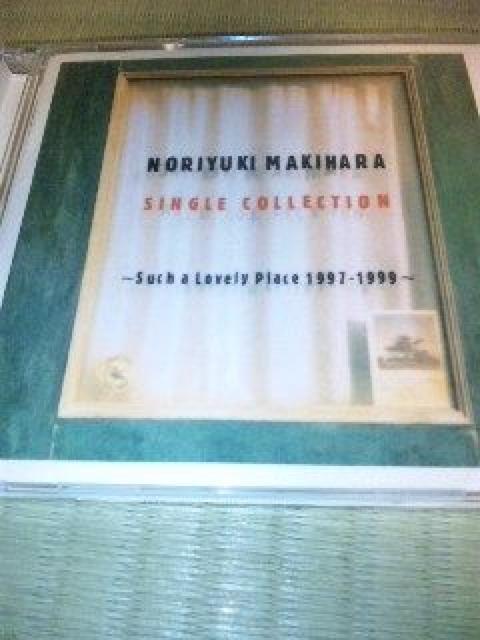 NORIYUKI MAKIHARA
SINGLE COLLECTION
~Such a Lovely Place 1997-1999~